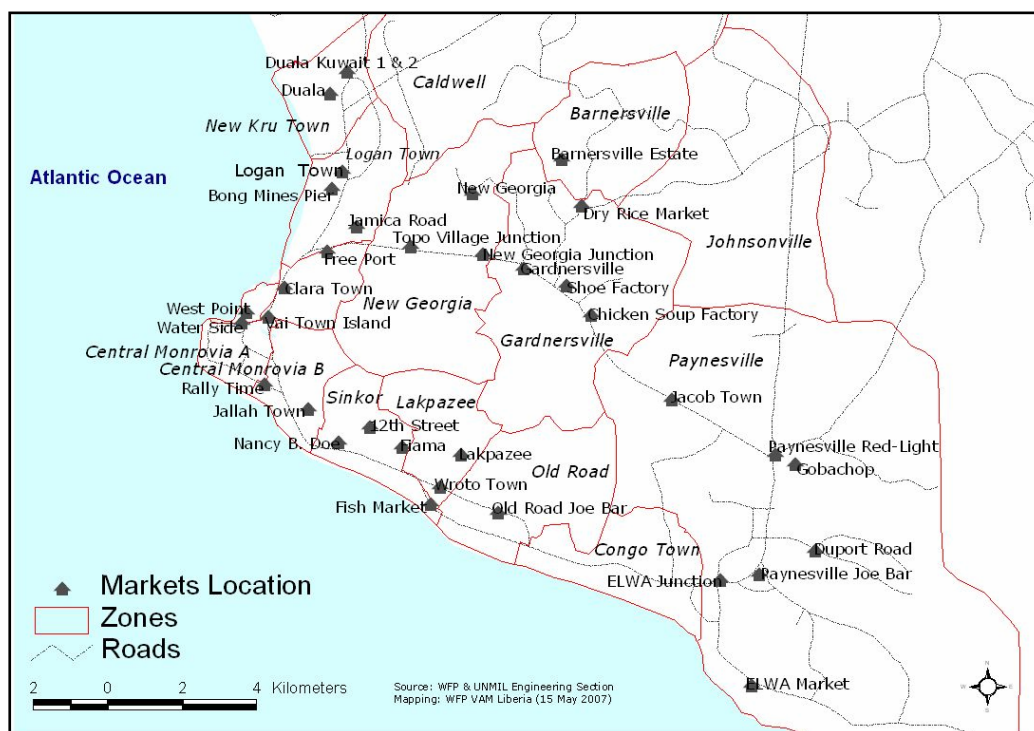 Duala Kuwait 1 & 2
Caldwell
Duala
Barnersville
New Kru Town
Logan Town
Barnersville Estate
Atlantic Ocean
Logan Town
Bong Mines Pier
New Georgia
Dry Rice Market
Jamica Road
Topo Village Junction
Johnsonville
Free Port
New Georgia Junction
Gardnersville
Clara Town
Shoe Factory
New Georgia
West Point
Vai Town Island
Chicken Soup Factory
Water Side
Gardnersville
Central Monrovia A
Paynesville
Central Monrovia B
Rally Time
Sinkor
Lakpazee
Jacob Town
Jallah Town
12th Street
Nancy B. Doe
Fiama
Lakpazee
Paynesville Red-Light
Gobachop
Old Road
Wroto Town
Fish Market
Old Road Joe Bar
Congo Town
Duport Road
ELWA Junction
Paynesville Joe Bar
Markets Location
Zones
Roads
ELWA Market
2 0 2 4 Kilometers
Source: WFP & UNMIL Engineering Section
Mapping: WFP VAM Liberia (15 May 2007)